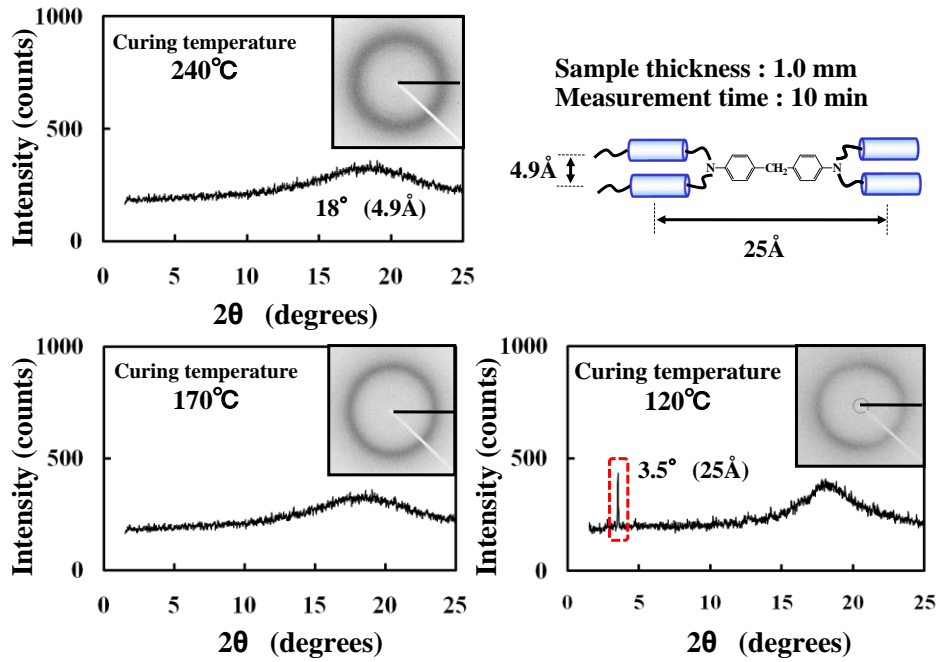 1000
500
0
Intensity (counts)
Curing temperature
240℃
18° (4.9Å)
0 5 10 15 20 25
2θ (degrees)
Sample thickness : 1.0 mm
Measurement time : 10 min
4.9Å
N
CH2
N
25Å
1000
500
0
Intensity (counts)
Curing temperature
170℃
0 5 10 15 20 25
2θ (degrees)
1000
500
0
Intensity (counts)
Curing temperature
120℃
3.5° (25Å)
0 5 10 15 20 25
2θ (degrees)